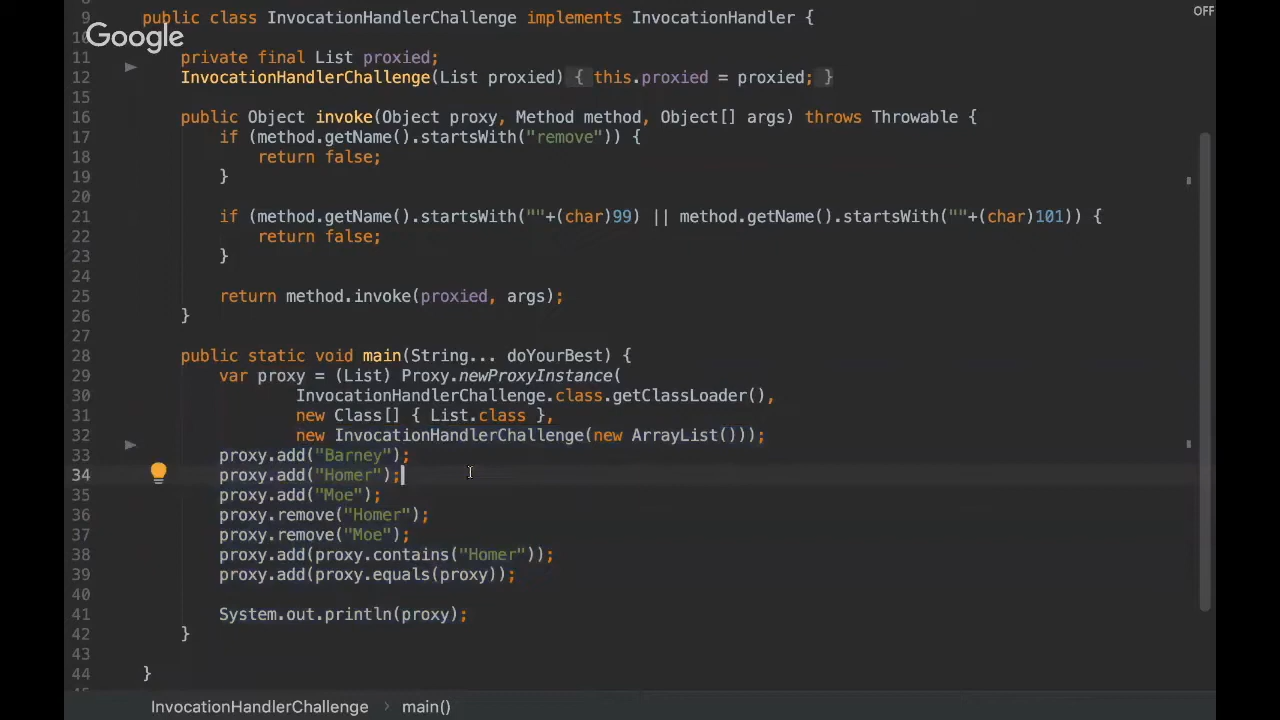 OFF
9 public class InvocationHandlerChallenge implements InvocationHandler {
10
Google
11 private final List proxied;
12 InvocationHandlerChallenge(List proxied) { this.proxied = proxied; }
15
16 public Object invoke(Object proxy, Method method, Object[] args) throws Throwable {
17 if (method.getName().startsWith("remove")) {
18 return false;
19 }
20
21 if (method.getName().startsWith(""+(char)99) || method.getName().startsWith(""+(char)101)) {
22 return false;
23 }
24
25 return method.invoke(proxied, args);
26 }
27
28 public static void main(String... doYourBest) {
29 var proxy = (List) Proxy.newProxyInstance(
30 InvocationHandlerChallenge.class.getClassLoader(),
31 new Class[] { List.class },
32 new InvocationHandlerChallenge(new ArrayList()));
33 proxy.add("Barney");
34 proxy.add("Homer");
35 proxy.add("Moe");
36 proxy.remove("Homer");
37 proxy.remove("Moe");
38 proxy.add(proxy.contains("Homer"));
39 proxy.add(proxy.equals(proxy));
40
41 System.out.println(proxy);
42 }
43
44 }
InvocationHandlerChallenge › main()